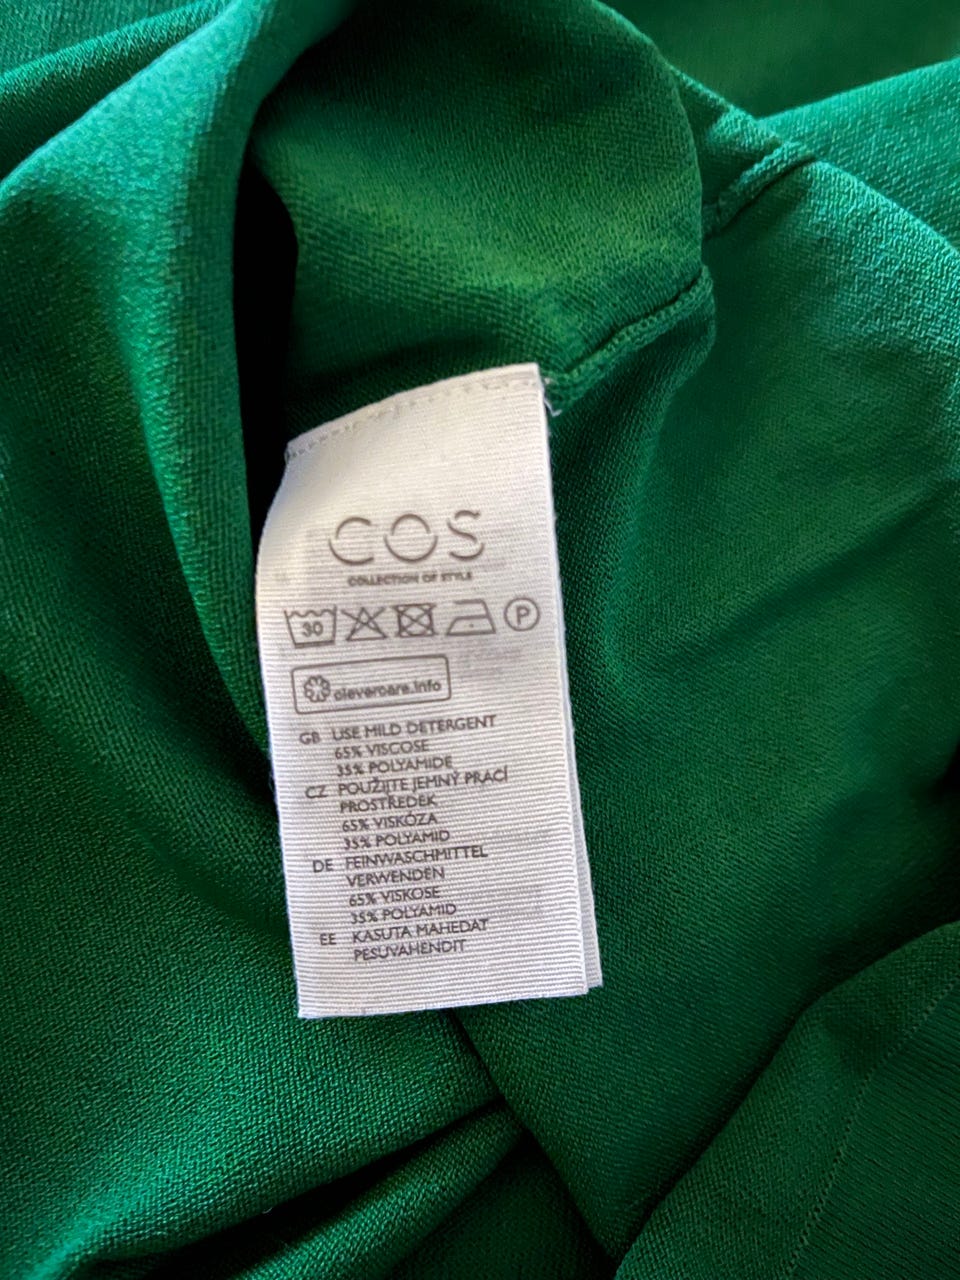 COS
COLLECTION OF STYLE
30 P
clevercare.info
GB USE MILD DETERGENT
65% VISCOSE
35% POLYAMIDE
CZ POUŽIJTE JEMNÝ PRACÍ
PROSTŘEDEK
65% VISKÓZA
35% POLYAMID
DE FEINWASCHMITTEL
VERWENDEN
65% VISKOSE
35% POLYAMID
EE KASUTA MAHEDAT
PESUVAHENDIT